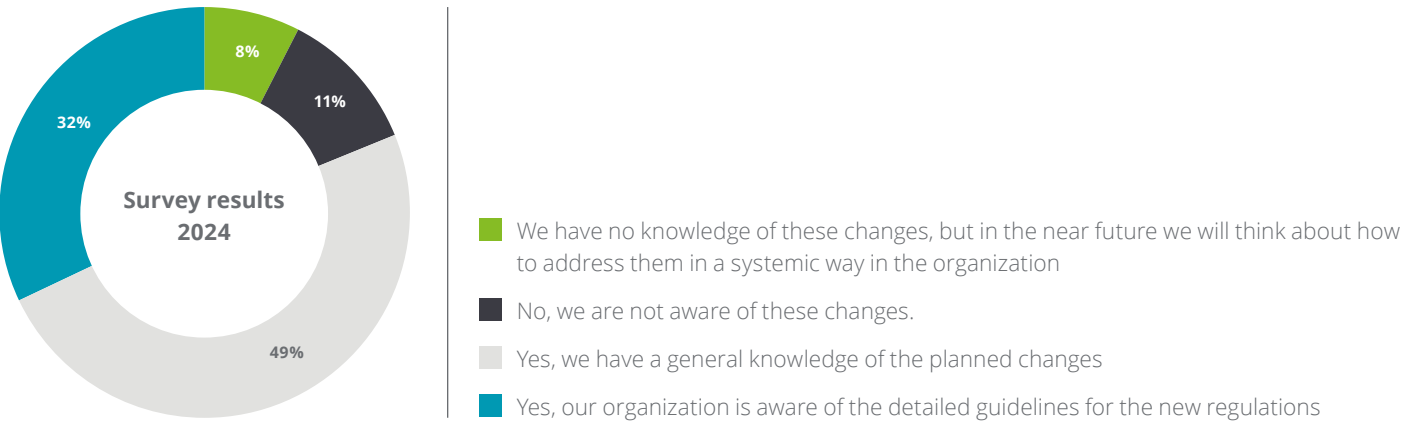 8%
11%
32%
Survey results
2024
49%
We have no knowledge of these changes, but in the near future we will think about how
to address them in a systemic way in the organization
No, we are not aware of these changes.
Yes, we have a general knowledge of the planned changes
Yes, our organization is aware of the detailed guidelines for the new regulations